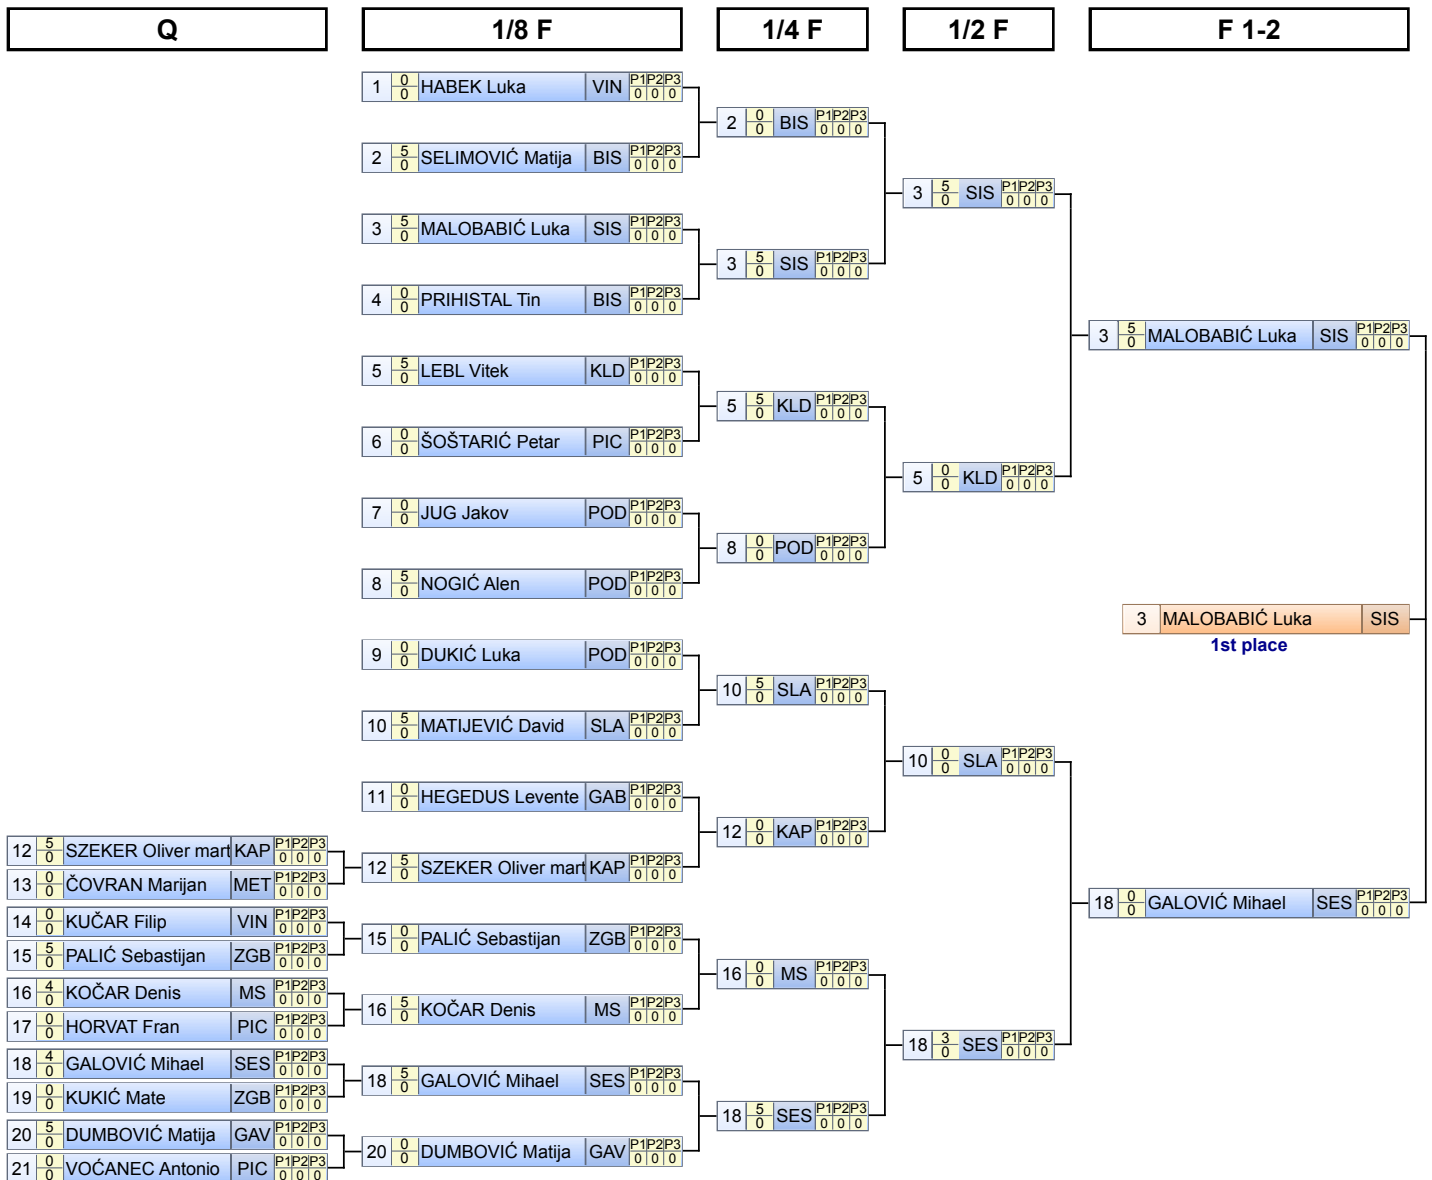 Q 1/8 F 1/4 F 1/2 F F 1-2
1 0 0 HABEK Luka VIN P1 P2 P3 0 0 0
2 0 0 BIS P1 P2 P3 0 0 0
2 5 0 SELIMOVIĆ Matija BIS P1 P2 P3 0 0 0
3 5 0 SIS P1 P2 P3 0 0 0
3 5 0 MALOBABIĆ Luka SIS P1 P2 P3 0 0 0
3 5 0 SIS P1 P2 P3 0 0 0
4 0 0 PRIHISTAL Tin BIS P1 P2 P3 0 0 0
3 5 0 MALOBABIĆ Luka SIS P1 P2 P3 0 0 0
5 5 0 LEBL Vitek KLD P1 P2 P3 0 0 0
5 5 0 KLD P1 P2 P3 0 0 0
6 0 0 ŠOŠTARIĆ Petar PIC P1 P2 P3 0 0 0
5 0 0 KLD P1 P2 P3 0 0 0
7 0 0 JUG Jakov POD P1 P2 P3 0 0 0
8 0 0 POD P1 P2 P3 0 0 0
8 5 0 NOGIĆ Alen POD P1 P2 P3 0 0 0
3 MALOBABIĆ Luka SIS
1st place
9 0 0 DUKIĆ Luka POD P1 P2 P3 0 0 0
10 5 0 SLA P1 P2 P3 0 0 0
10 5 0 MATIJEVIĆ David SLA P1 P2 P3 0 0 0
10 0 0 SLA P1 P2 P3 0 0 0
11 0 0 HEGEDUS Levente GAB P1 P2 P3 0 0 0
12 0 0 KAP P1 P2 P3 0 0 0
12 5 0 SZEKER Oliver mart KAP P1 P2 P3 0 0 0
12 5 0 SZEKER Oliver mart KAP P1 P2 P3 0 0 0
13 0 0 ČOVRAN Marijan MET P1 P2 P3 0 0 0
18 0 0 GALOVIĆ Mihael SES P1 P2 P3 0 0 0
14 0 0 KUČAR Filip VIN P1 P2 P3 0 0 0
15 0 0 PALIĆ Sebastijan ZGB P1 P2 P3 0 0 0
15 5 0 PALIĆ Sebastijan ZGB P1 P2 P3 0 0 0
16 0 0 MS P1 P2 P3 0 0 0
16 4 0 KOČAR Denis MS P1 P2 P3 0 0 0
16 5 0 KOČAR Denis MS P1 P2 P3 0 0 0
17 0 0 HORVAT Fran PIC P1 P2 P3 0 0 0
18 3 0 SES P1 P2 P3 0 0 0
18 4 0 GALOVIĆ Mihael SES P1 P2 P3 0 0 0
18 5 0 GALOVIĆ Mihael SES P1 P2 P3 0 0 0
19 0 0 KUKIĆ Mate ZGB P1 P2 P3 0 0 0
18 5 0 SES P1 P2 P3 0 0 0
20 5 0 DUMBOVIĆ Matija GAV P1 P2 P3 0 0 0
20 0 0 DUMBOVIĆ Matija GAV P1 P2 P3 0 0 0
21 0 0 VOĆANEC Antonio PIC P1 P2 P3 0 0 0